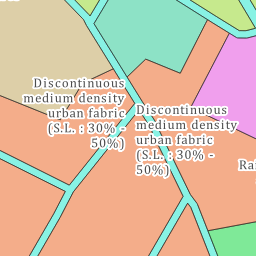 Discontinuous
medium density
urban fabric
(S.L. : 30% -
50%)
Discontinuous
medium density
urban fabric
(S.L. : 30% -
50%)